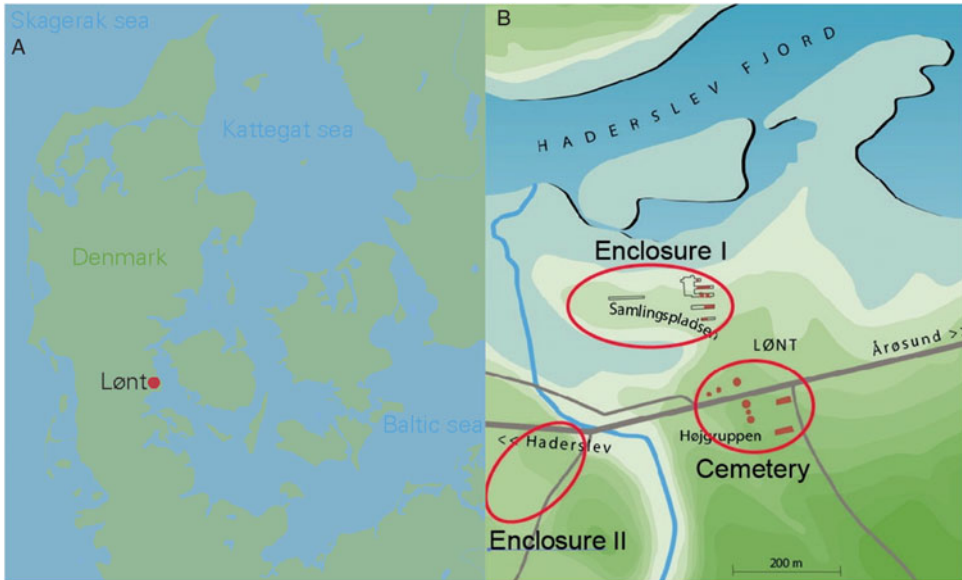 Skagerak sea
A
Kattegat sea
Denmark
Lønt
Baltic sea
B
HADERSLEV FJORD
Enclosure I
Samlingspladsen
LØNT
Årøsund >>
Højgruppen
<< Haderslev
Cemetery
Enclosure II
200 m